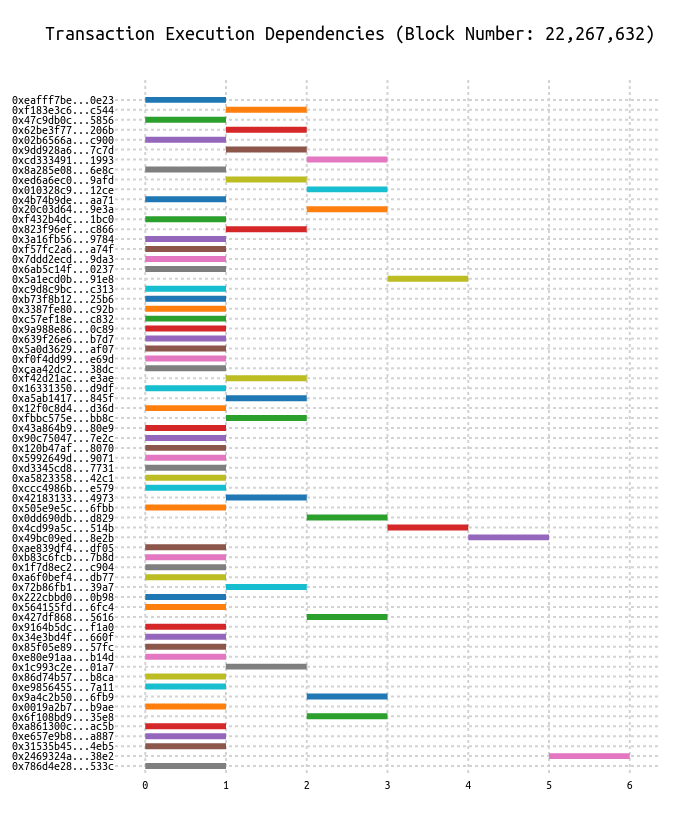 Transaction Execution Dependencies (Block Number: 22,267,632)
0xeafff7be...0e23
0xf183e3c6...c544
0x47c9db0c...5856
0x62be3f77...206b
0x02b6566a...c900
0x9dd928a6...7c7d
0xcd333491...1993
0x8a285e08...6e8c
0xed6a6ec0...9afd
0x010328c9...12ce
0x4b74b9de...aa71
0x20c03d64...9e3a
0xf432b4dc...1bc0
0x823f96ef...c866
0x3a16fb56...9784
0xf57fc2a6...a74f
0x7ddd2ecd...9da3
0x6ab5c14f...0237
0x5a1ecd0b...91e8
0xc9d8c9bc...c313
0xb73f8b12...25b6
0x3387fe80...c92b
0xc57ef18e...c832
0x9a988e86...0c89
0x639f26e6...b7d7
0x5a0d3629...af07
0xf0f4dd99...e69d
0xcaa42dc2...38dc
0xf42d21ac...e3ae
0x16331350...d9df
0xa5ab1417...845f
0x12f0c8d4...d36d
0xfbbc575e...bb8c
0x43a864b9...80e9
0x90c75047...7e2c
0x120b47af...8070
0x5992649d...9071
0xd3345cd8...7731
0xa5823358...42c1
0xccc4986b...e579
0x42183133...4973
0x505e9e5c...6fbb
0x0dd690db...d829
0x4cd99a5c...514b
0x49bc09ed...8e2b
0xae839df4...df05
0xb83c6fcb...7b8d
0x1f7d8ec2...c904
0xa6f0bef4...db77
0x72b86fb1...39a7
0x222cbbd0...0b98
0x564155fd...6fc4
0x427df868...5616
0x9164b5dc...f1a0
0x34e3bd4f...660f
0x85f05e89...57fc
0xe80e91aa...b14d
0x1c993c2e...01a7
0x86d74b57...b8ca
0xe9856455...7a11
0x9a4c2b50...6fb9
0x0019a2b7...b9ae
0x6f108bd9...35e8
0xa861300c...ac5b
0xe657e9b8...a887
0x31535b45...4eb5
0x2469324a...38e2
0x786d4e28...533c
0 1 2 3 4 5 6